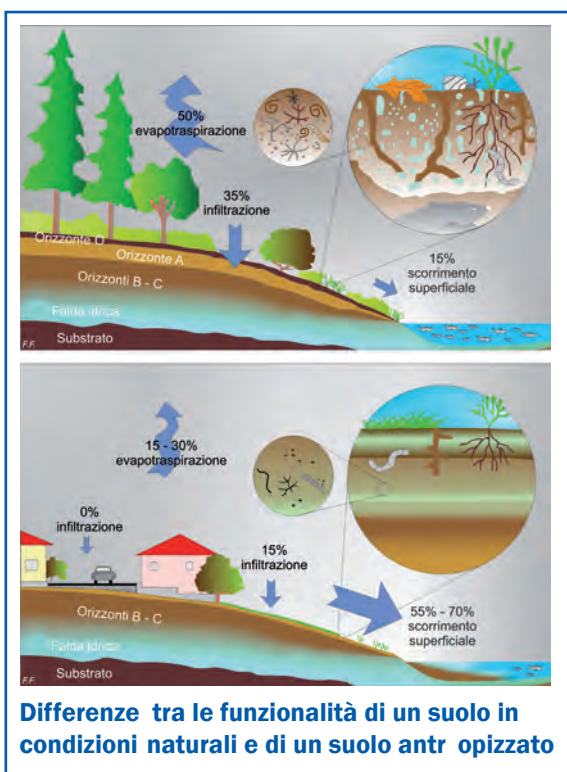 50%
evapotraspirazione
35%
infiltrazione
Orizzonte O
Orizzonte A
Orizzonti B - C
15%
scorrimento
superficiale
Falda idrica
Substrato
F.F.
15 - 30%
evapotraspirazione
0%
infiltrazione
15%
infiltrazione
Orizzonti B - C
55% - 70%
scorrimento
superficiale
Falda idrica
Substrato
F.F.
Differenze tra le funzionalità di un suolo in
condizioni naturali e di un suolo antr opizzato